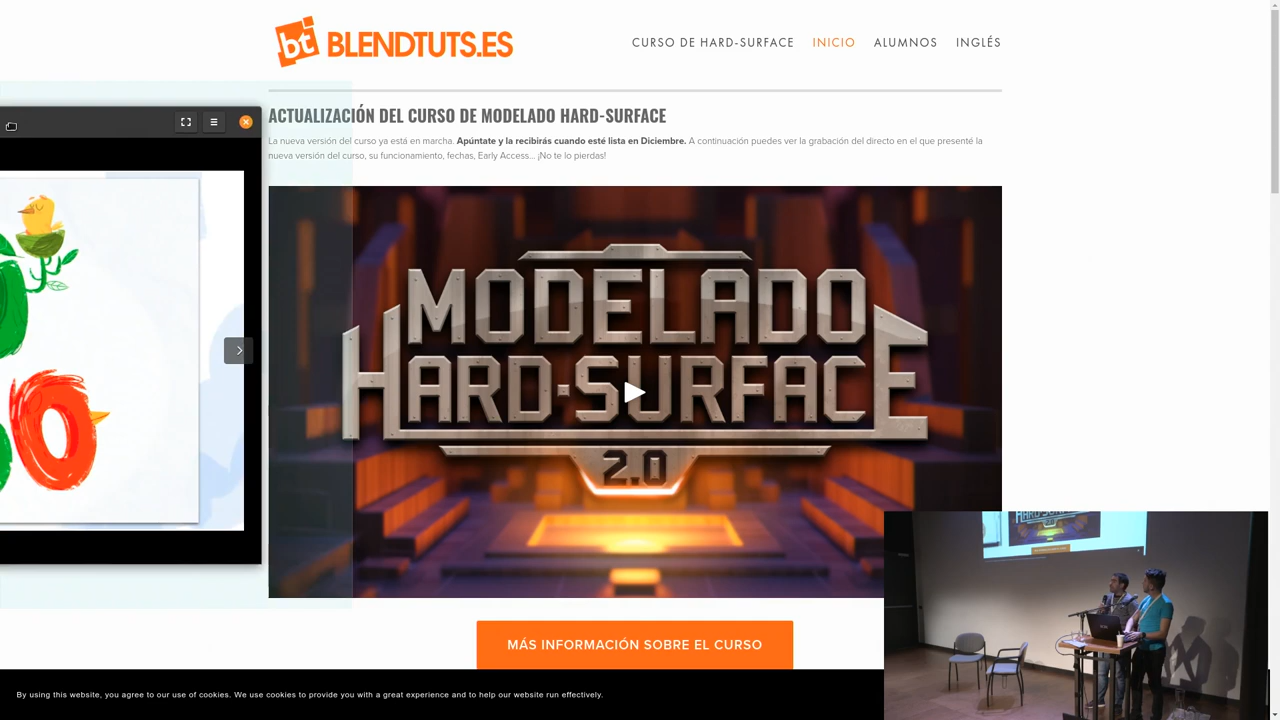 bt BLENDTUTS.ES
CURSO DE HARD-SURFACE INICIO ALUMNOS INGLÉS
ACTUALIZACIÓN DEL CURSO DE MODELADO HARD-SURFACE
La nueva versión del curso ya está en marcha. Apúntate y la recibirás cuando esté lista en Diciembre. A continuación puedes ver la grabación del directo en el que presenté la
nueva versión del curso, su funcionamiento, fechas, Early Access... ¡No te lo pierdas!
MODELADO
HARD·SURFACE
2.0
MÁS INFORMACIÓN SOBRE EL CURSO
By using this website, you agree to our use of cookies. We use cookies to provide you with a great experience and to help our website run effectively.
HARD·SURFACE
2.0